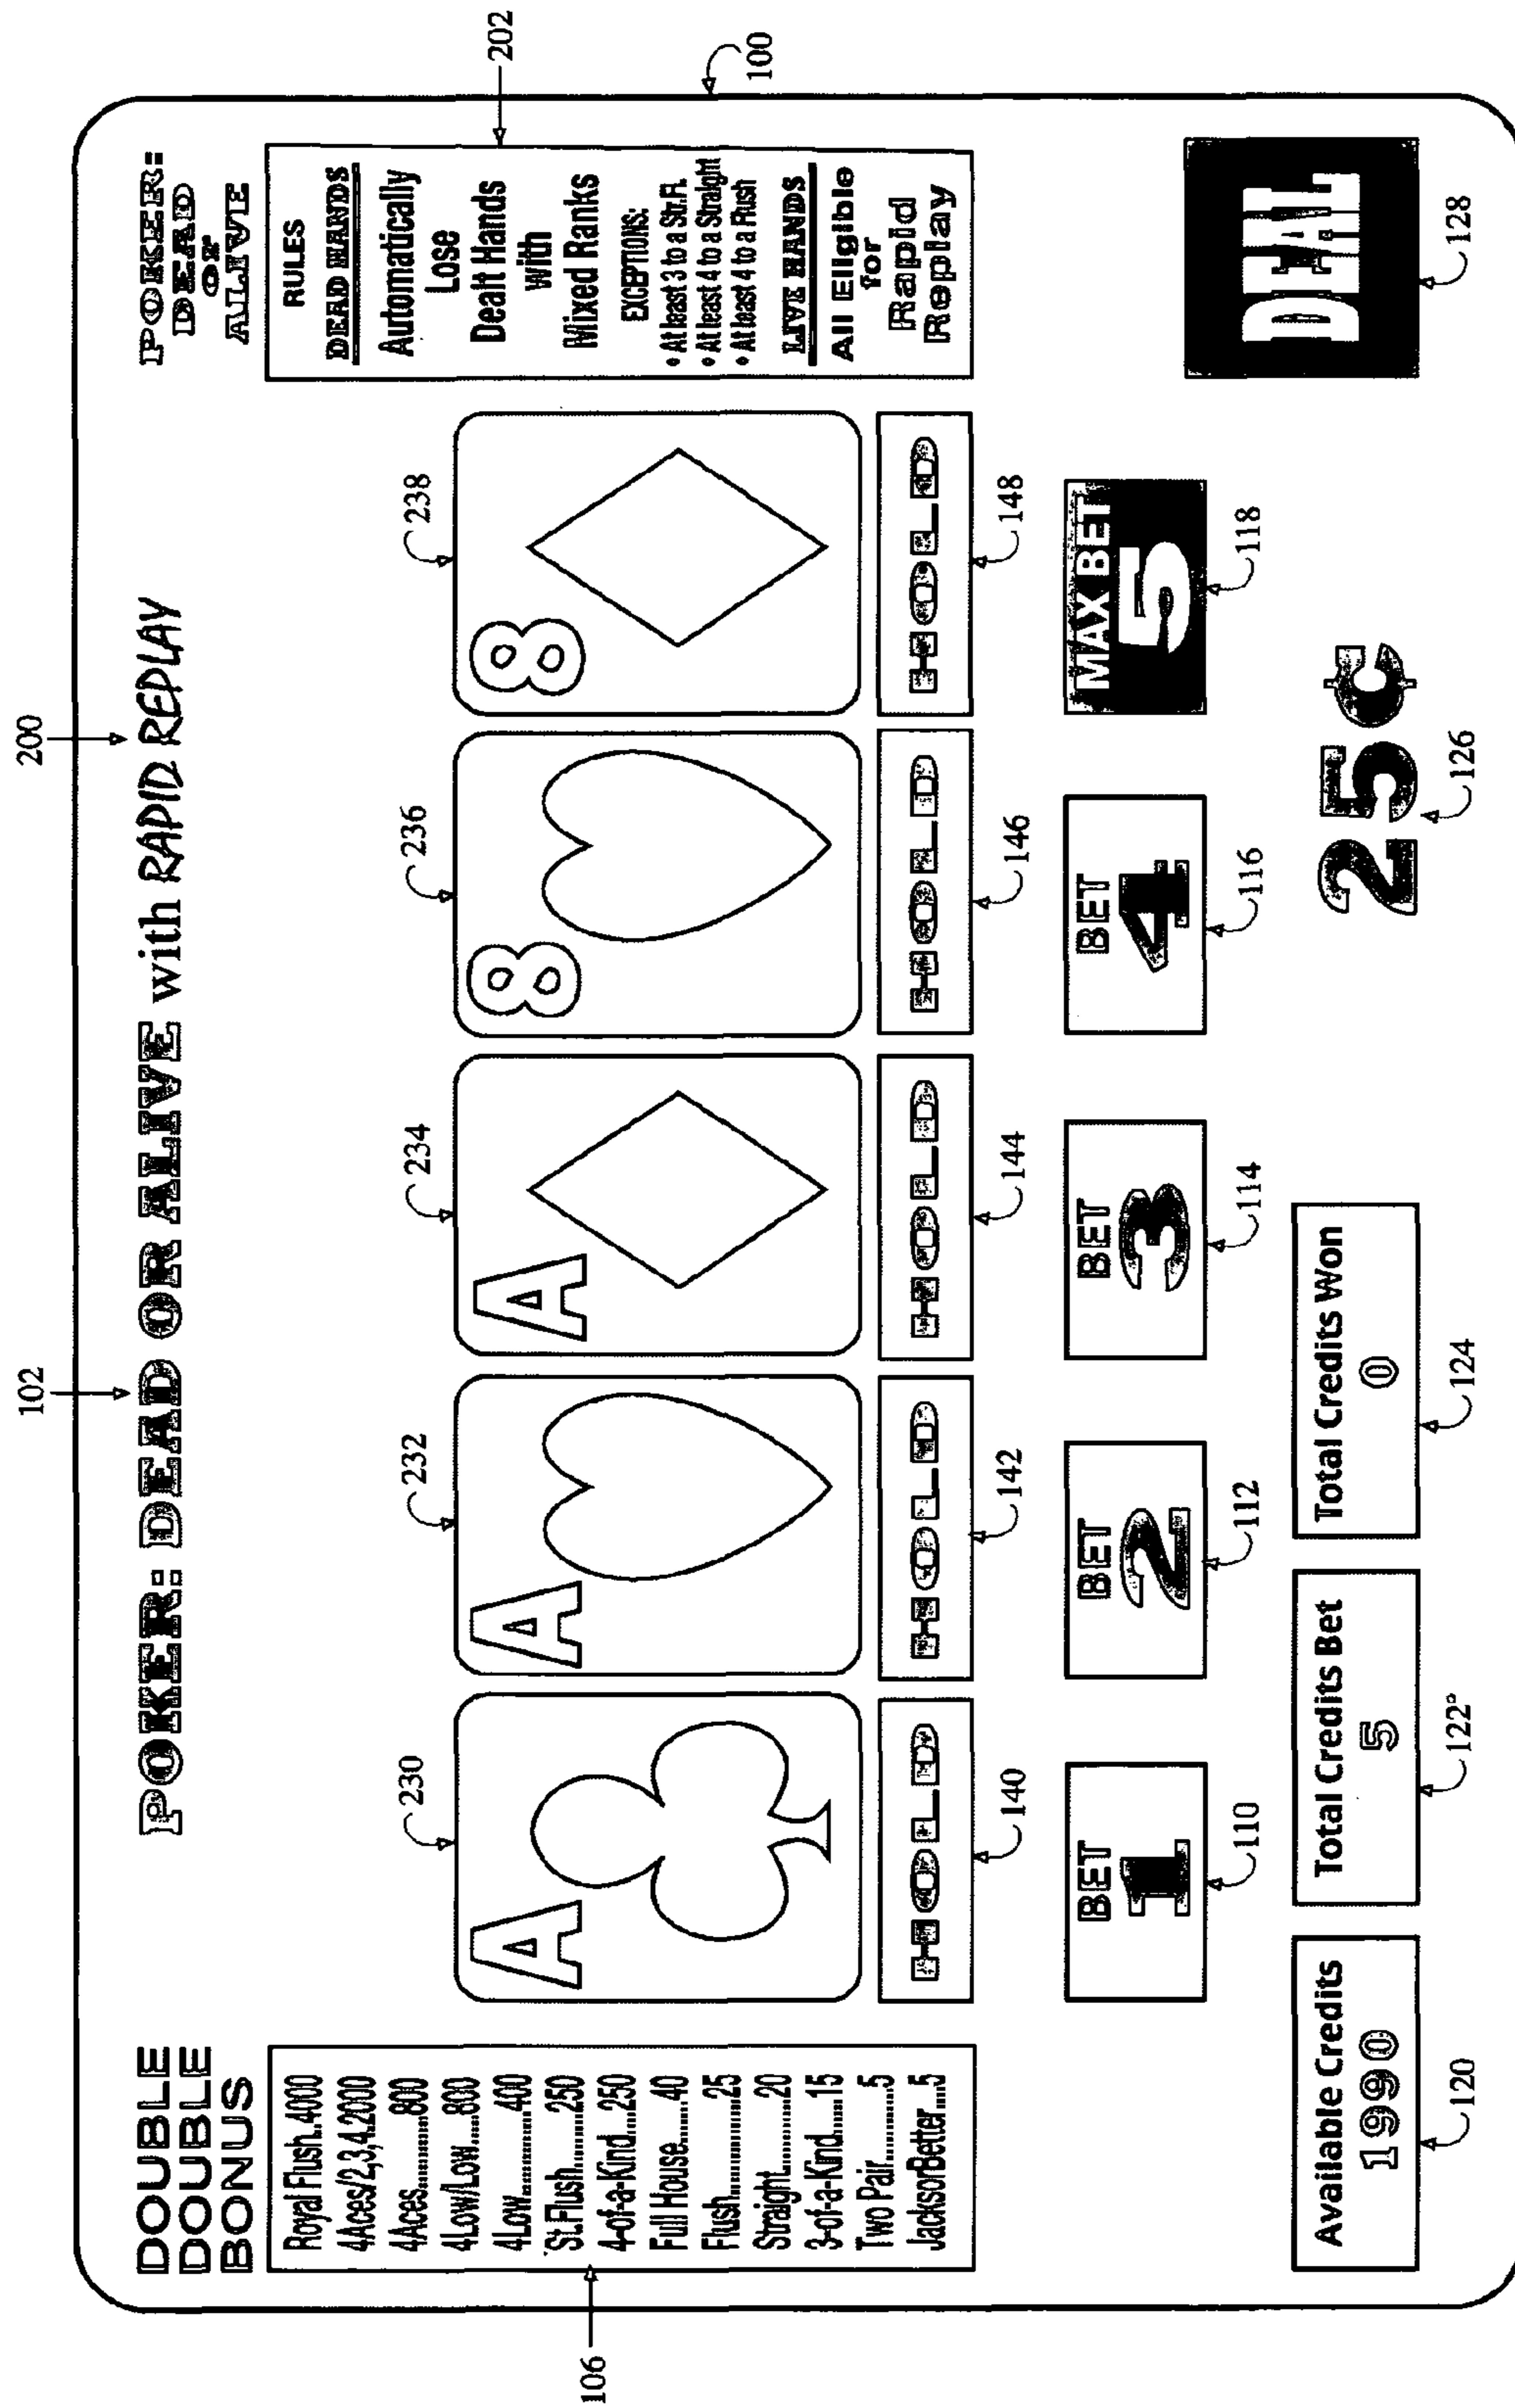 102
200
POKER: DEAD OR ALIVE with RAPID REPLAY
DOUBLE
DOUBLE
BONUS
Royal Flush..4000
4Aces/2,3,4.2000
4Aces..........800
4Low/Low.....800
4Low...........400
St.Flush.......250
4-of-a-Kind....250
Full House.....40
Flush............25
Straight.........20
3-of-a-Kind....15
Two Pair.......5
JacksorBetter....5
106
230
232
234
236
238
A
A
A
8
8
HOLD
HOLD
HOLD
HOLD
HOLD
140
142
144
146
148
POKER:
DEAD
OR
ALIVE
RULES
DEAD HANDS
Automatically
Lose
Dealt Hands
with
Mixed Ranks
EXCEPTIONS:
• At least 3 to a Str.Fl.
• At least 4 to a Straight
• At least 4 to a Flush
LIVE HANDS
All Eligible
for
Rapid
Replay
202
100
BET
1
BET
2
BET
3
BET
4
MAX BET
5
110
112
114
116
118
Available Credits
1990
Total Credits Bet
5
Total Credits Won
0
25¢
DEAL
120
122
124
126
128